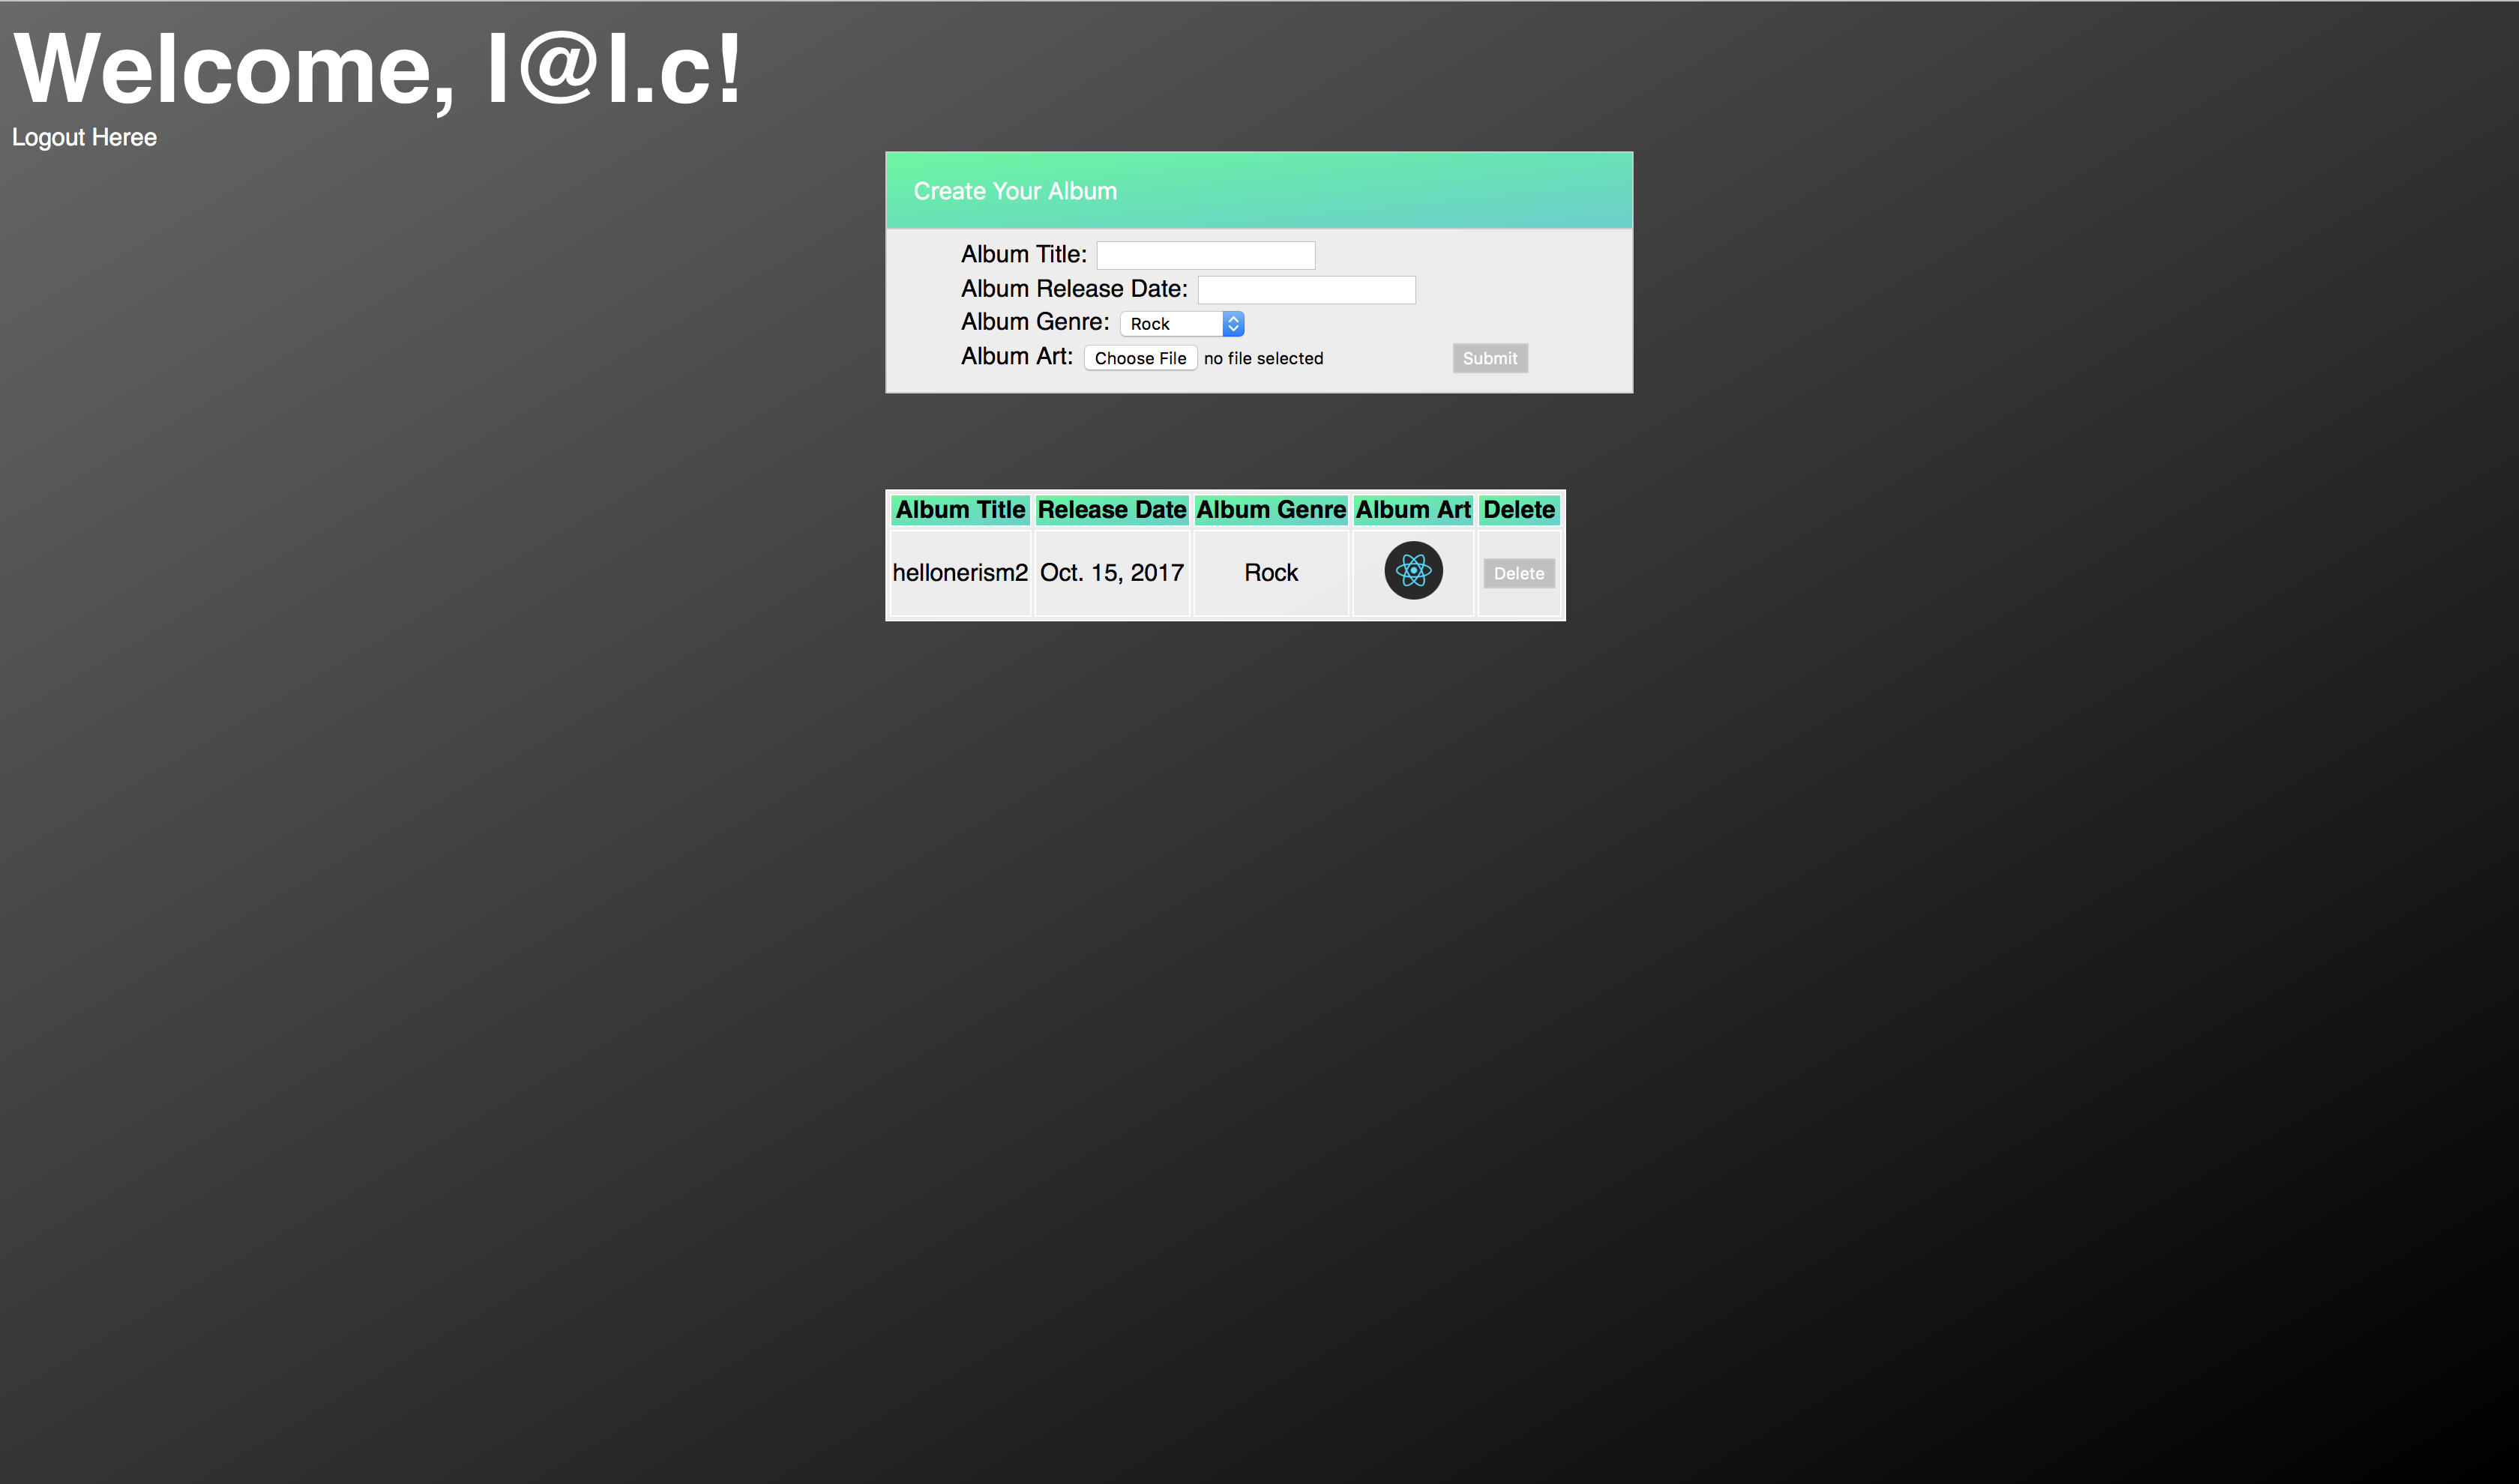 Welcome, l@l.c!
Logout Heree
Create Your Album
Album Title:
Album Release Date:
Album Genre: Rock
Album Art: Choose File no file selected Submit
Album Title Release Date Album Genre Album Art Delete
hellonerism2 Oct. 15, 2017 Rock Delete